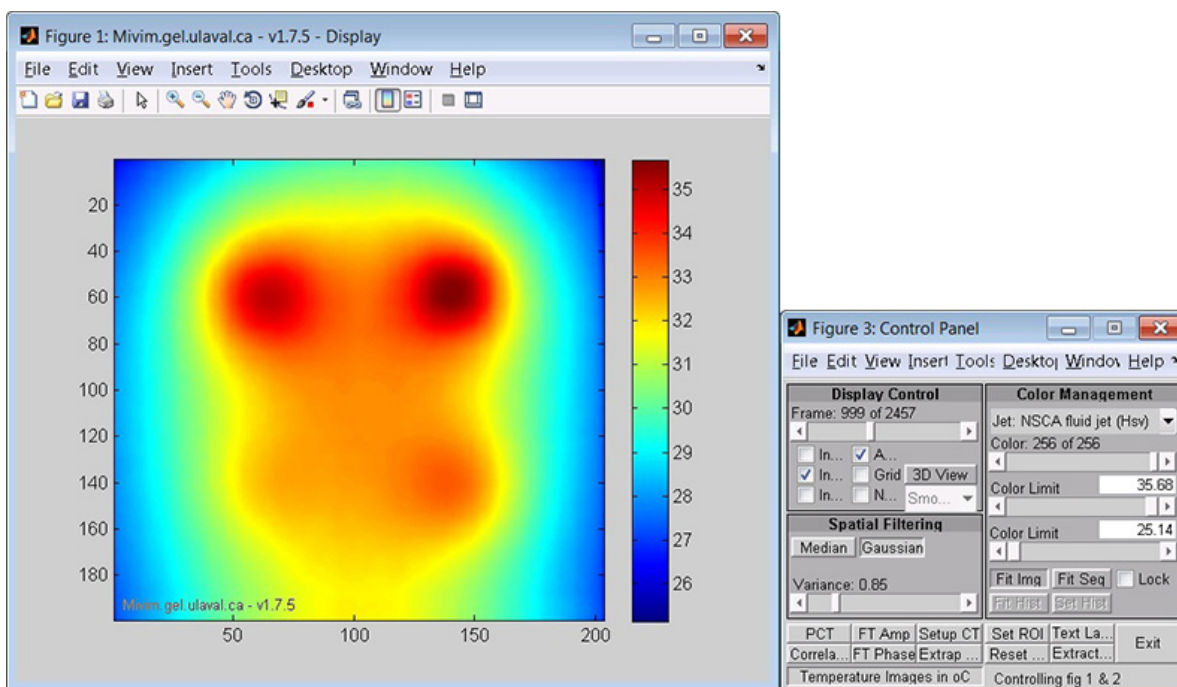 Figure 1: Mivim.gel.ulaval.ca - v1.7.5 - Display
File Edit View Insert Tools Desktop Window Help
20
40
60
80
100
120
140
160
180
50 100 150 200
35
34
33
32
31
30
29
28
27
26
Mivim.gel.ulaval.ca - v1.7.5
Figure 3: Control Panel
File Edit View Insert Tools Desktop Window Help
Display Control
Frame: 999 of 2457
In... A...
In... Grid 3D View
In... N... Smo...
Spatial Filtering
Median Gaussian
Variance: 0.85
Color Management
Jet: NSCA fluid jet (Hsv)
Color: 256 of 256
Color Limit 35.68
Color Limit 25.14
Fit Img Fit Seq Lock
Fit Hist Set Hist
PCT FT Amp Setup CT Set ROI Text La... Exit
Correla... FT Phase Extrap ... Reset ... Extract...
Temperature Images in oC Controlling fig 1 & 2